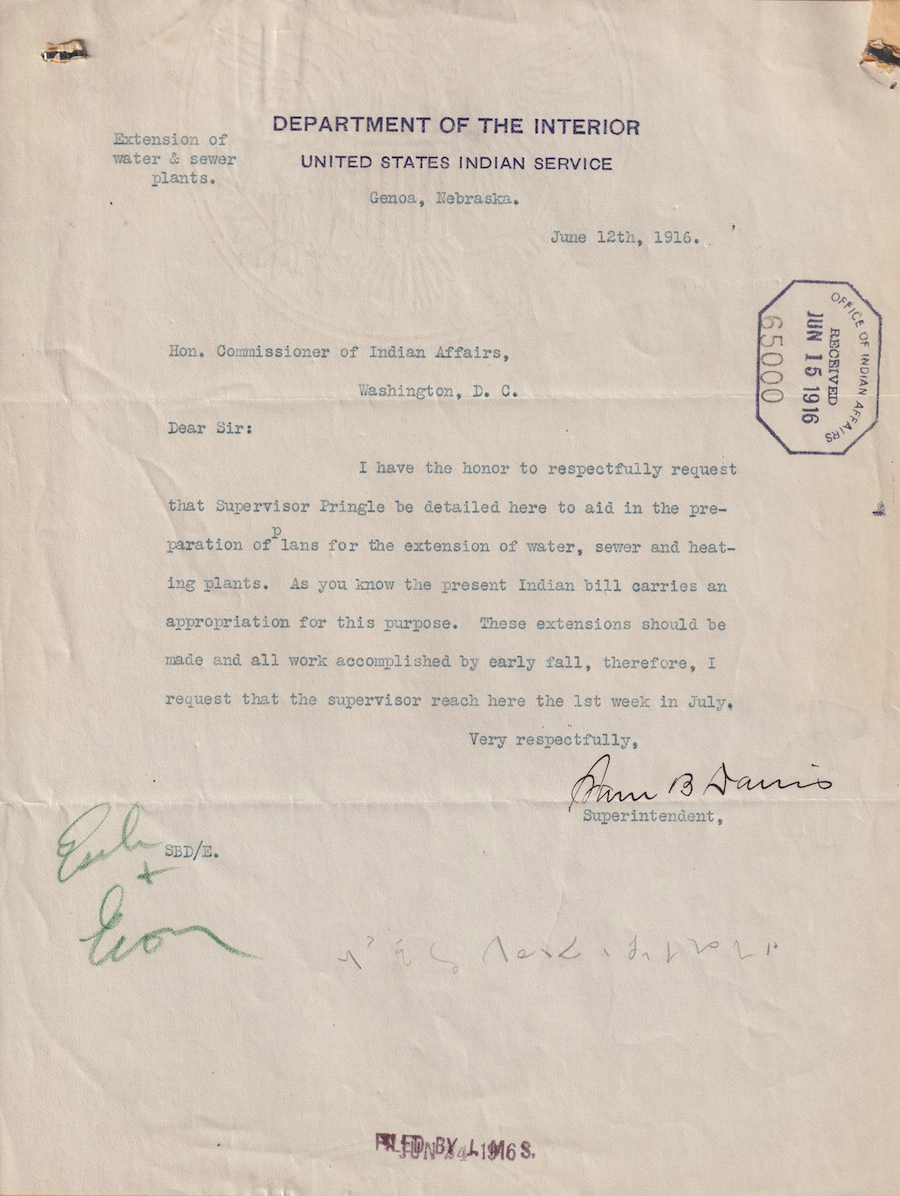 DEPARTMENT OF THE INTERIOR
UNITED STATES INDIAN SERVICE
Extension of
water & sewer
plants.
Genoa, Nebraska.
June 12th, 1916.
OFFICE OF INDIAN AFFAIRS
RECEIVED
JUN 15 1916
65000
Hon. Commissioner of Indian Affairs,
Washington, D. C.
Dear Sir:
I have the honor to respectfully request
that Supervisor Pringle be detailed here to aid in the pre-
paration of plans for the extension of water, sewer and heat-
ing plants. As you know the present Indian bill carries an
appropriation for this purpose. These extensions should be
made and all work accomplished by early fall, therefore, I
request that the supervisor reach here the 1st week in July.
Very respectfully,
Sam B Davis
Superintendent,
SBD/E.
FILED BY
JUN 1916